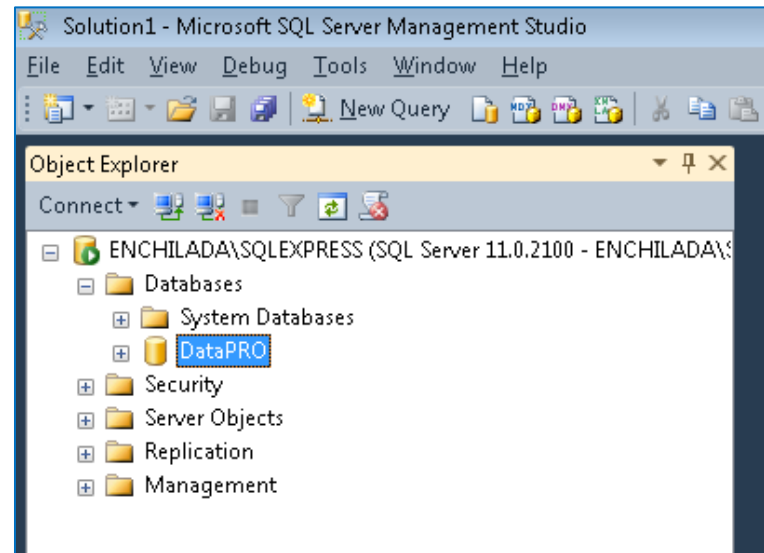 Solution1 - Microsoft SQL Server Management Studio
File Edit View Debug Tools Window Help
New Query
Object Explorer
Connect
ENCHILADA\SQLEXPRESS (SQL Server 11.0.2100 - ENCHILADA\S
Databases
System Databases
DataPRO
Security
Server Objects
Replication
Management